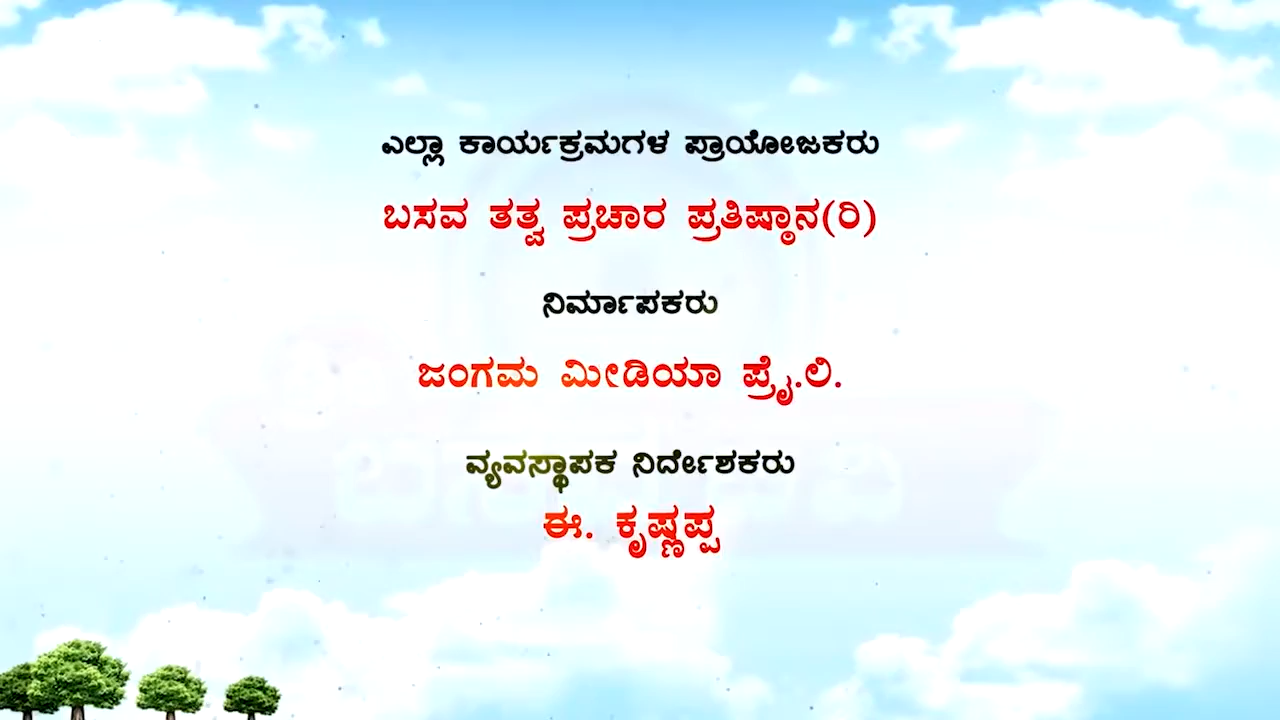 ಎಲ್ಲಾ ಕಾರ್ಯಕ್ರಮಗಳ ಪ್ರಾಯೋಜಕರು
ಬಸವ ತತ್ವ ಪ್ರಚಾರ ಪ್ರತಿಷ್ಠಾನ(ರಿ)
ನಿರ್ಮಾಪಕರು
ಜಂಗಮ ಮೀಡಿಯಾ ಪ್ರೈ.ಲಿ.
ವ್ಯವಸ್ಥಾಪಕ ನಿರ್ದೇಶಕರು
ಈ. ಕೃಷ್ಣಪ್ಪ